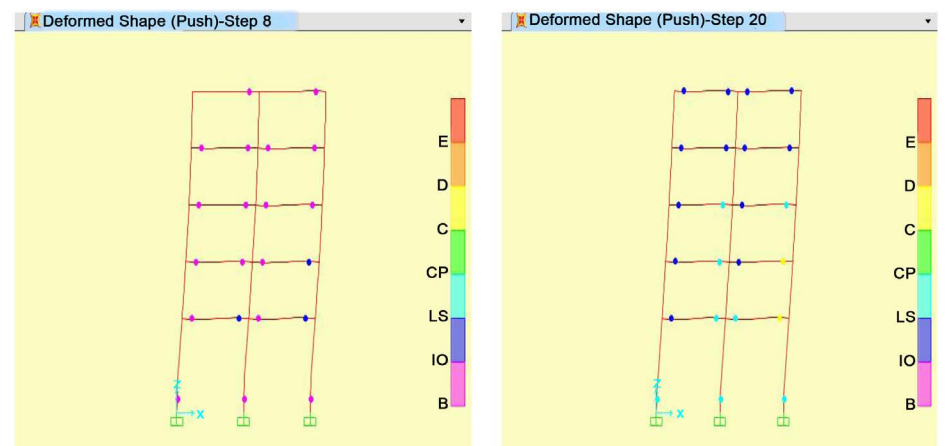 Deformed Shape (Push)-Step 8
E
D
C
CP
LS
IO
B
Z
X
Deformed Shape (Push)-Step 20
E
D
C
CP
LS
IO
B
Z
X